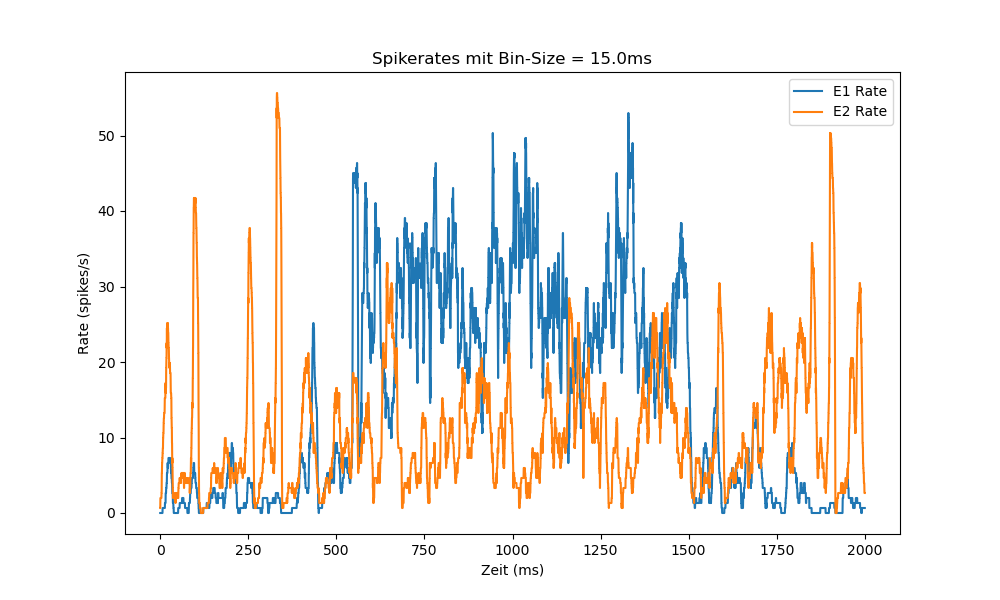 Spikerates mit Bin-Size = 15.0ms
E1 Rate
E2 Rate
Rate (spikes/s)
50
40
30
20
10
0
0 250 500 750 1000 1250 1500 1750 2000
Zeit (ms)